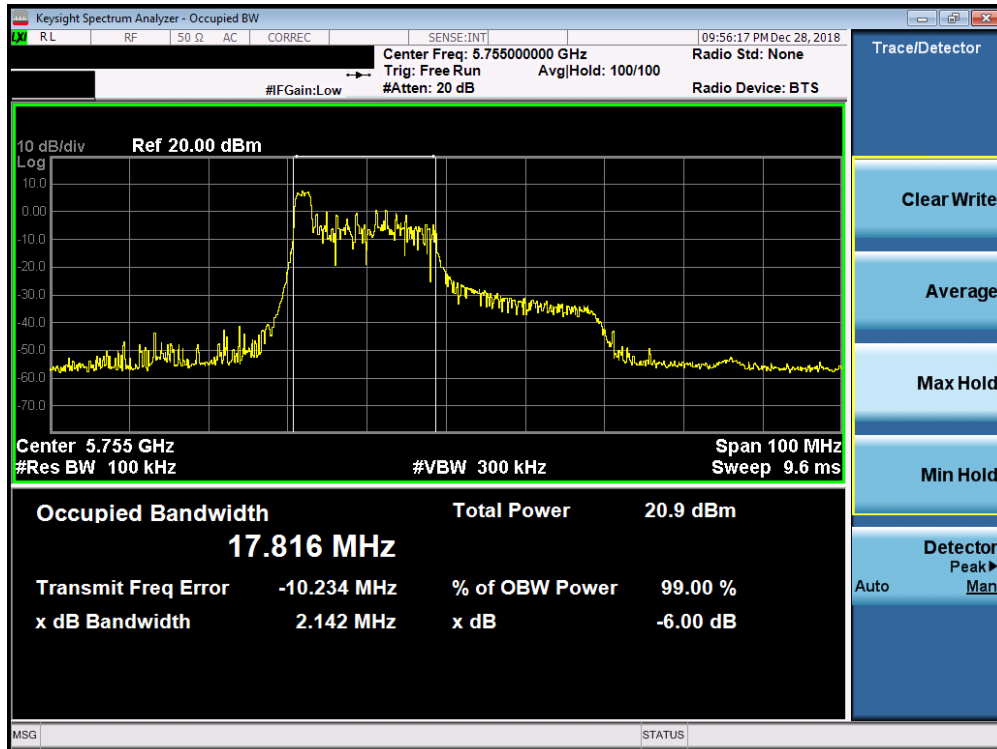 Keysight Spectrum Analyzer - Occupied BW
LXI RL RF 50 Ω AC CORREC SENSE:INT 09:56:17 PM Dec 28, 2018
Center Freq: 5.755000000 GHz Radio Std: None
Trig: Free Run Avg|Hold: 100/100
#IFGain:Low #Atten: 20 dB Radio Device: BTS
10 dB/div Ref 20.00 dBm
Log
10.0
0.00
-10.0
-20.0
-30.0
-40.0
-50.0
-60.0
-70.0
Center 5.755 GHz Span 100 MHz
#Res BW 100 kHz #VBW 300 kHz Sweep 9.6 ms
Occupied Bandwidth Total Power 20.9 dBm
17.816 MHz
Transmit Freq Error -10.234 MHz % of OBW Power 99.00 %
x dB Bandwidth 2.142 MHz x dB -6.00 dB
MSG STATUS
Trace/Detector
Clear Write
Average
Max Hold
Min Hold
Detector
Peak▶
Auto Man